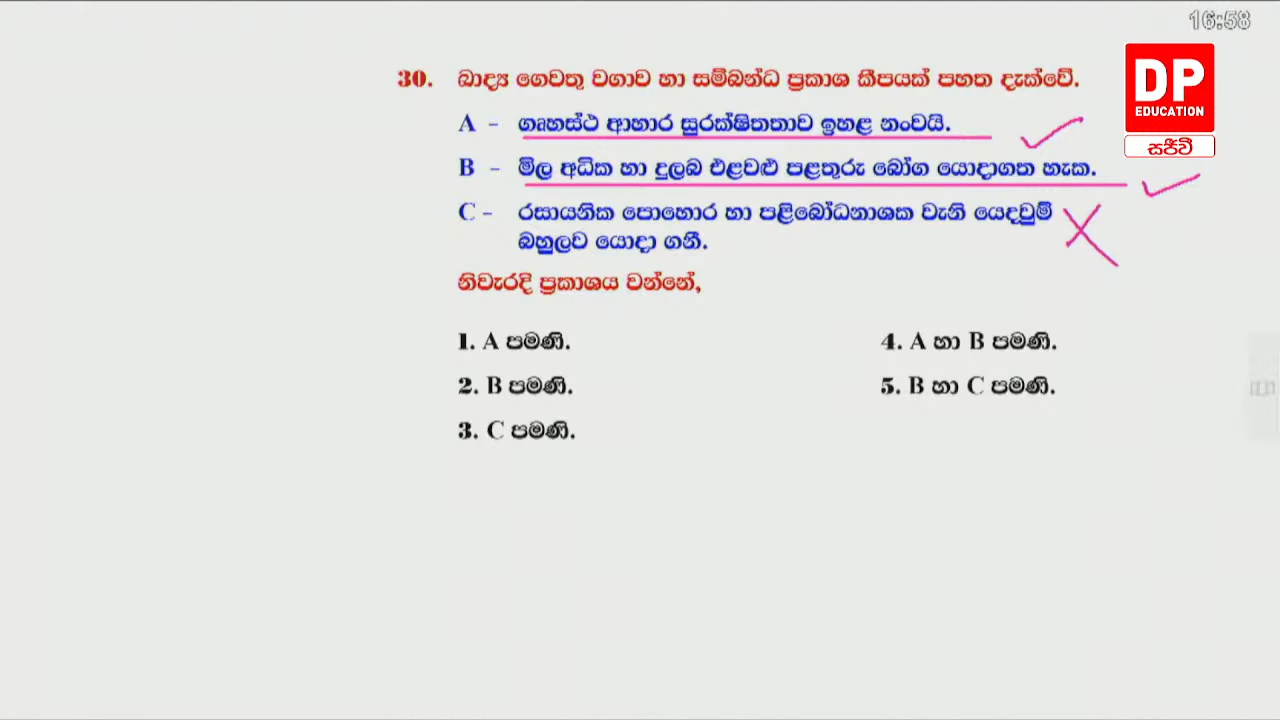 16:58
DP
EDUCATION
සජීවී
30. ඛාද්‍ය ගෙවතු වගාව හා සම්බන්ධ ප්‍රකාශ කීපයක් පහත දැක්වේ.
A - ගෘහස්ථ ආහාර සුරක්ෂිතතාව ඉහළ නංවයි.
B - මිල අධික හා දුලබ එළවළු පළතුරු බෝග යොදාගත හැක.
C - රසායනික පොහොර හා පළිබෝධනාශක වැනි යෙදවුම්
බහුලව යොදා ගනී.
නිවැරදි ප්‍රකාශය වන්නේ,
1. A පමණි.
2. B පමණි.
3. C පමණි.
4. A හා B පමණි.
5. B හා C පමණි.